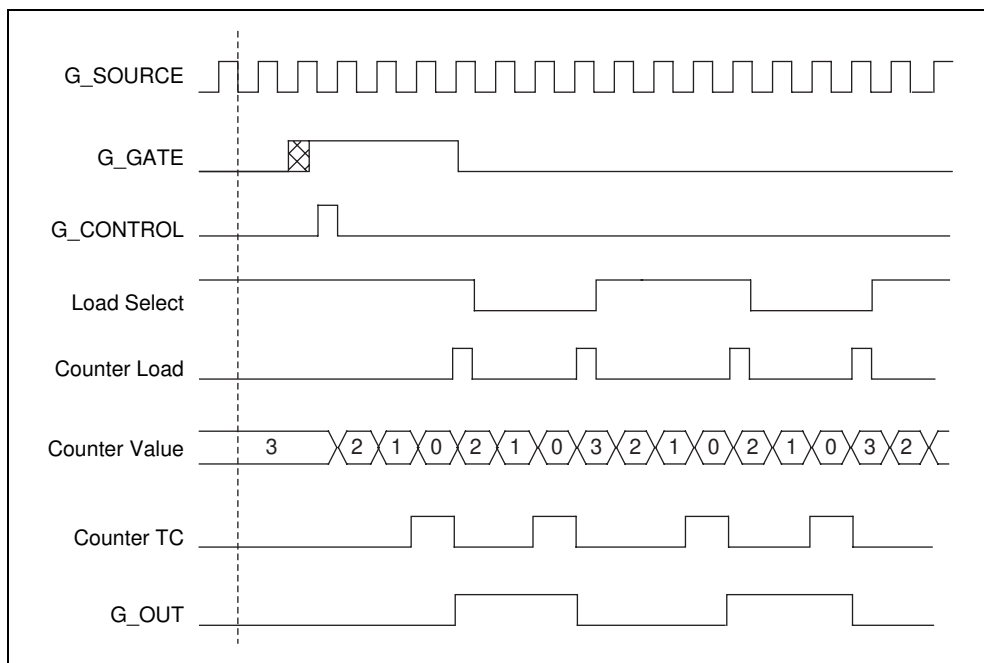 G_SOURCE
G_GATE
G_CONTROL
Load Select
Counter Load
Counter Value 3 2 1 0 2 1 0 3 2 1 0 2 1 0 3 2
Counter TC
G_OUT